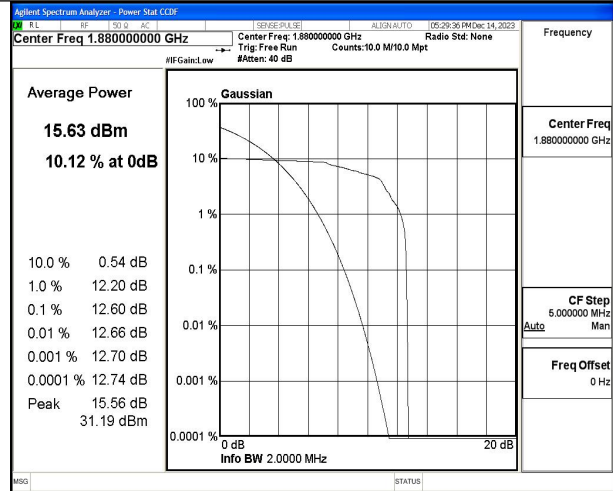 Agilent Spectrum Analyzer - Power Stat CCDF
RL RF 50 Ω AC SENSE:PULSE ALIGN AUTO 05:29:36 PM Dec 14, 2023
Center Freq 1.880000000 GHz
Center Freq: 1.880000000 GHz Radio Std: None
Trig: Free Run Counts:10.0 M/10.0 Mpt
#IFGain:Low #Atten: 40 dB
Frequency
Average Power
15.63 dBm
10.12 % at 0dB
10.0 % 0.54 dB
1.0 % 12.20 dB
0.1 % 12.60 dB
0.01 % 12.66 dB
0.001 % 12.70 dB
0.0001 % 12.74 dB
Peak 15.56 dB
31.19 dBm
Gaussian
100 %
10 %
1 %
0.1 %
0.01 %
0.001 %
0.0001 %
0 dB 20 dB
Info BW 2.0000 MHz
Center Freq
1.880000000 GHz
CF Step
5.000000 MHz
Auto Man
Freq Offset
0 Hz
MSG STATUS